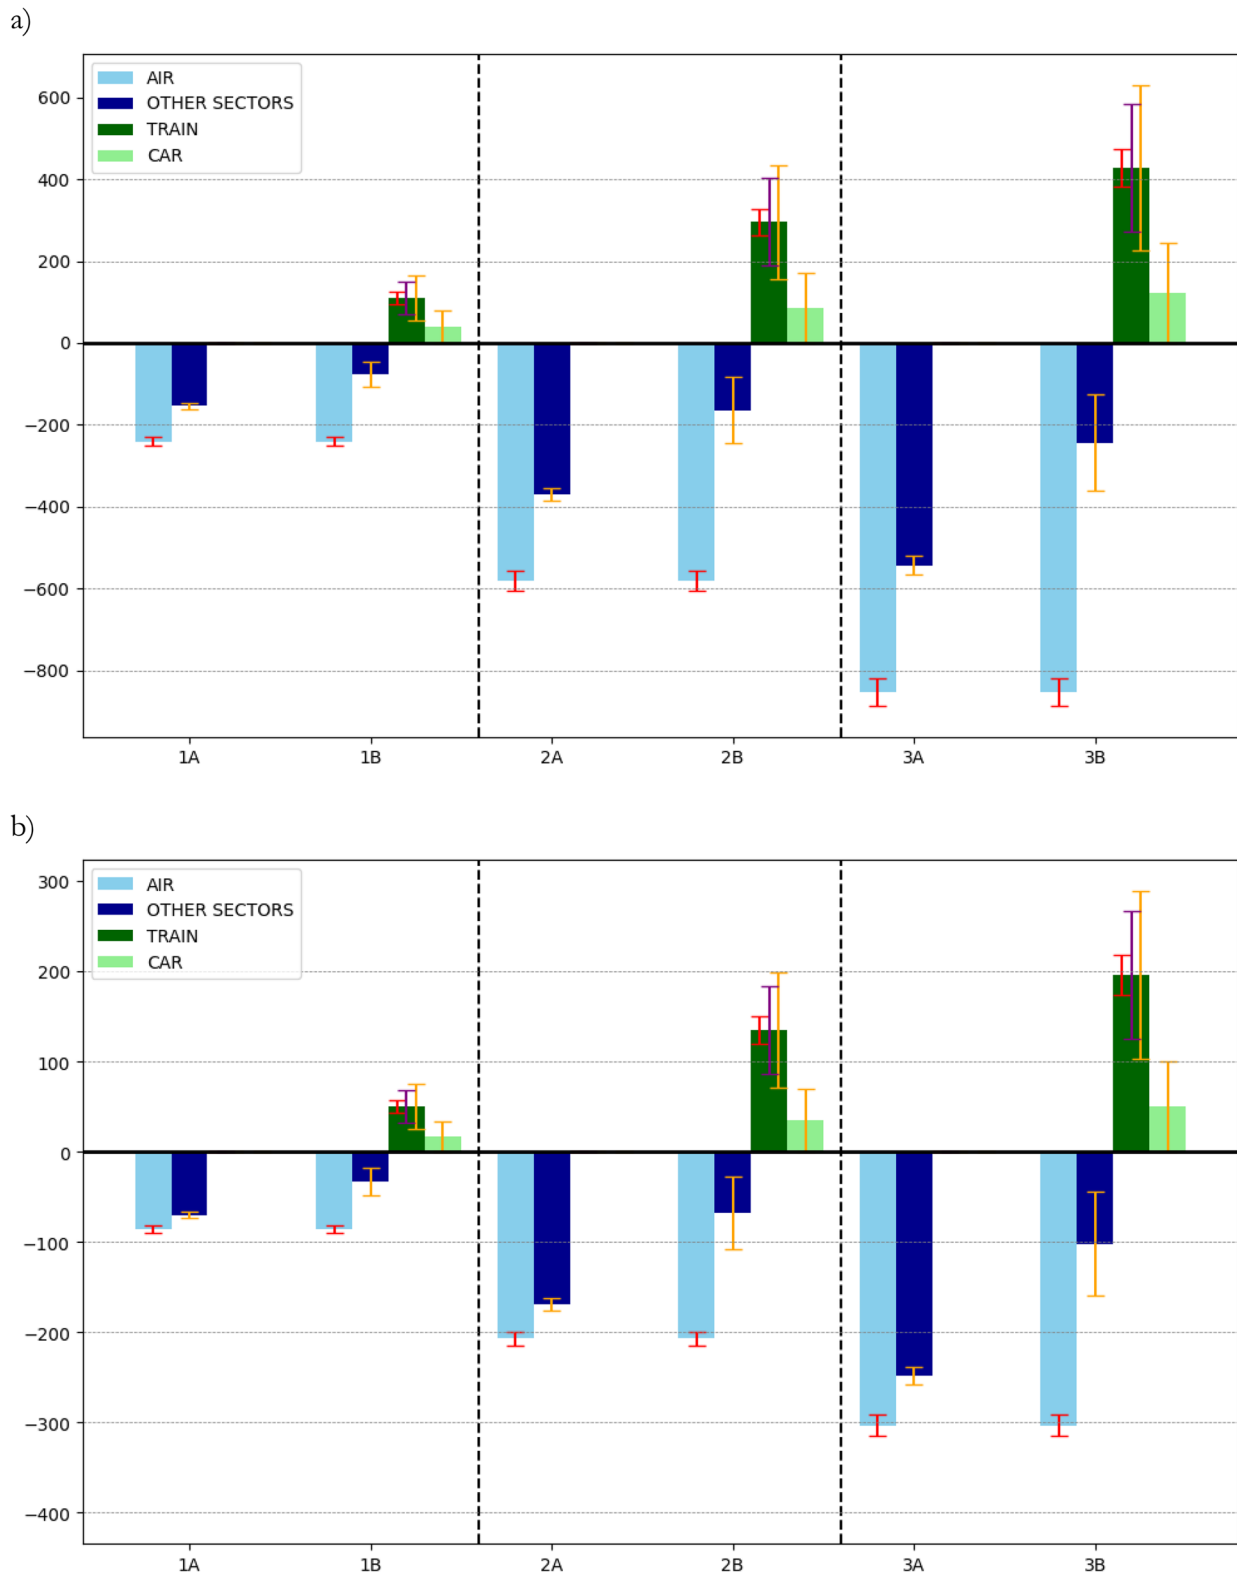 a)
AIR
OTHER SECTORS
TRAIN
CAR
600
400
200
0
−200
−400
−600
−800
1A 1B 2A 2B 3A 3B
b)
AIR
OTHER SECTORS
TRAIN
CAR
300
200
100
0
−100
−200
−300
−400
1A 1B 2A 2B 3A 3B